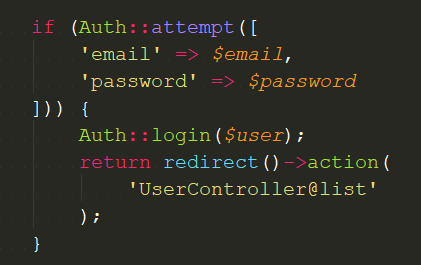 if (Auth::attempt([
    'email' => $email,
    'password' => $password
])) {
    Auth::login($user);
    return redirect()->action(
        'UserController@list'
    );
}